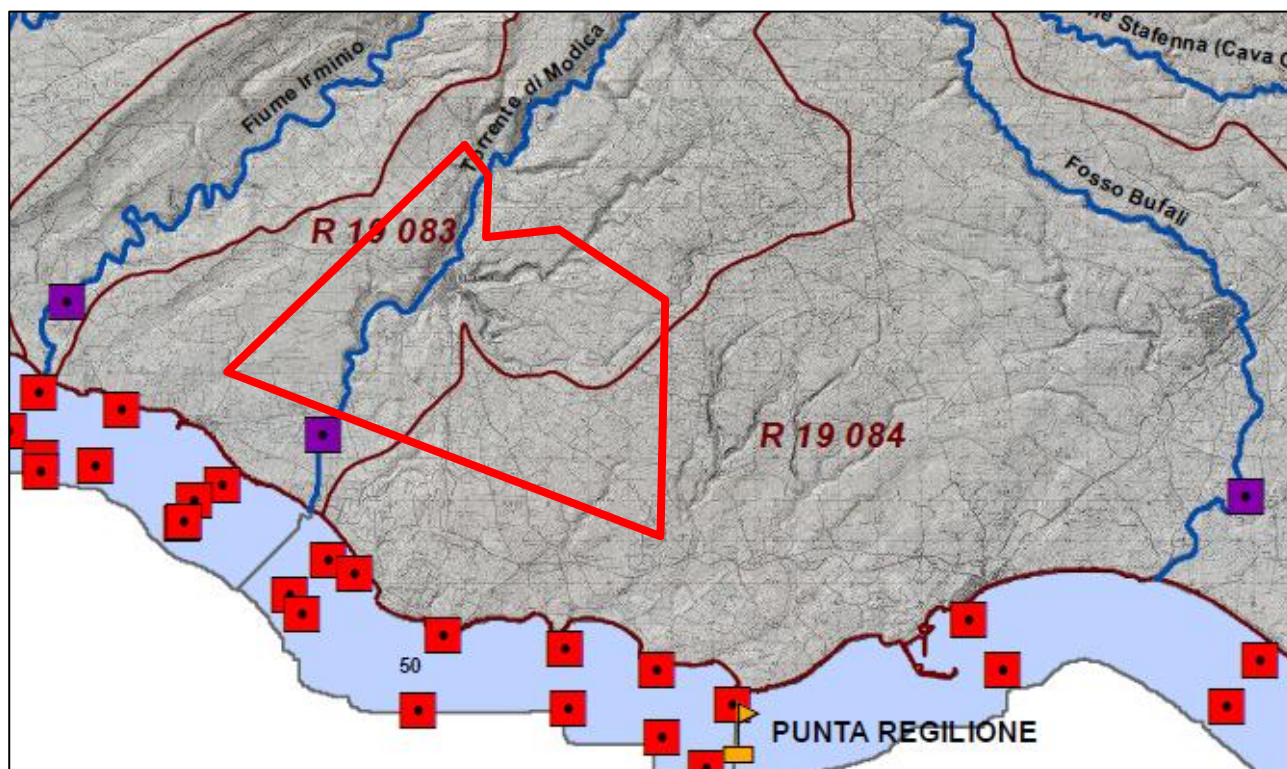 Fiume Irminio
Torrente di Modica
Stafenna (Cava
Fosso Bufali
R 19 083
R 19 084
50
PUNTA REGILIONE